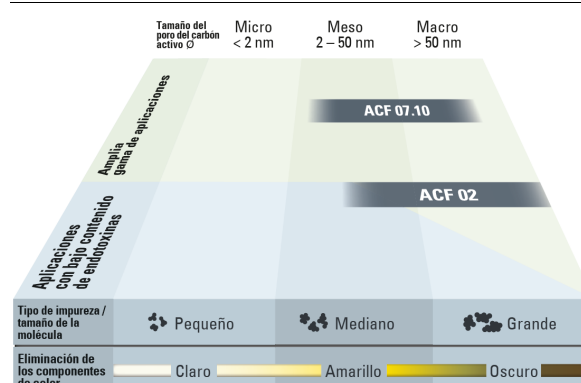 Tamaño del
poro del carbón
activo Ø
Micro
< 2 nm
Meso
2 – 50 nm
Macro
> 50 nm
Amplia
gama de aplicaciones
ACF 07.10
Aplicaciones
con bajo contenido
de endotoxinas
ACF 02
Tipo de impureza /
tamaño de la
molécula
Pequeño
Mediano
Grande
Eliminación de
los componentes
de color
Claro
Amarillo
Oscuro